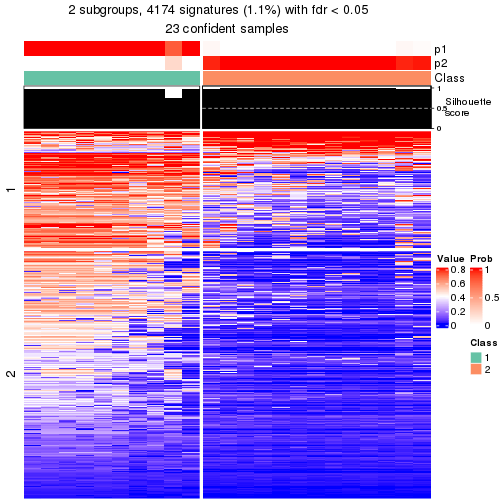 2 subgroups, 4174 signatures (1.1%) with fdr < 0.05
23 confident samples
p1
p2
Class
1
0.5
0
Silhouette
score
1
2
Value
0.8
0.6
0.4
0.2
0
Prob
1
0.5
0
Class
1
2